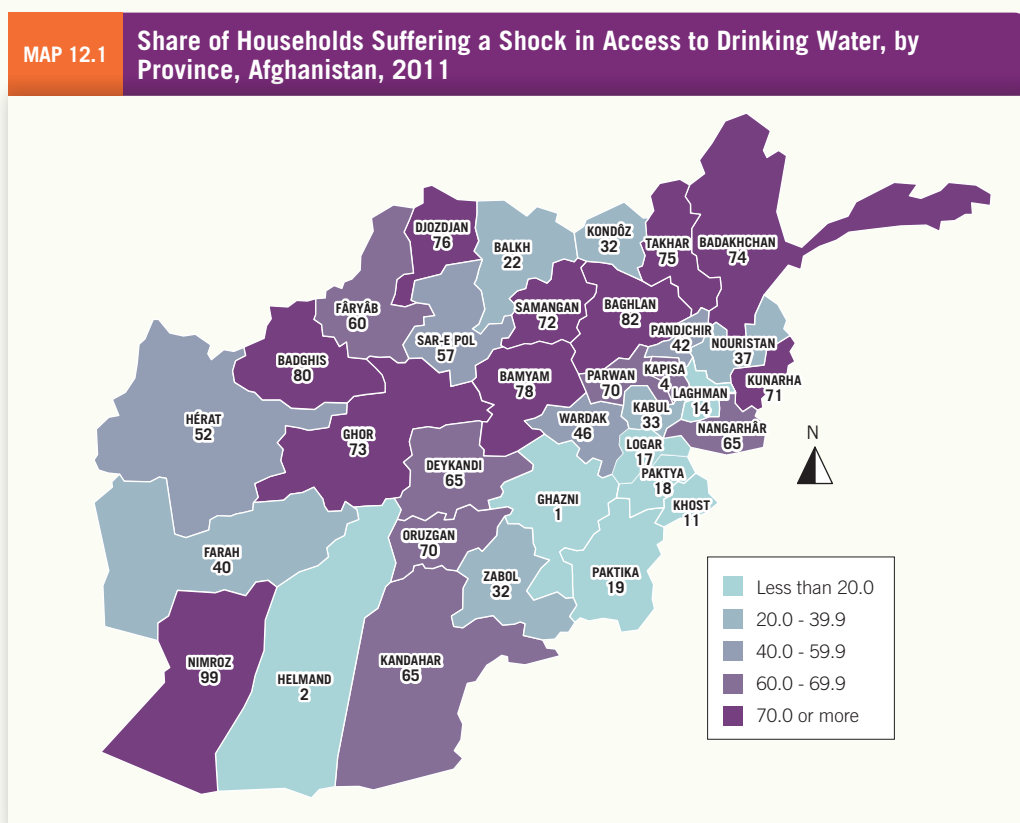 MAP 12.1
Share of Households Suffering a Shock in Access to Drinking Water, by
Province, Afghanistan, 2011
DJOZDJAN
76
BALKH
22
KONDÔZ
32
TAKHAR
75
BADAKHCHAN
74
FÂRYÂB
60
SAR-E POL
57
SAMANGAN
72
BAGHLAN
82
PANDJCHIR
42
NOURISTAN
37
BADGHIS
80
BAMYAM
78
PARWAN
70
KAPISA
4
LAGHMAN
14
KUNARHA
71
HÉRAT
52
GHOR
73
WARDAK
46
KABUL
33
NANGARHÂR
65
N
DEYKANDI
65
LOGAR
17
PAKTYA
18
GHAZNI
1
KHOST
11
ORUZGAN
70
FARAH
40
ZABOL
32
PAKTIKA
19
NIMROZ
99
HELMAND
2
KANDAHAR
65
Less than 20.0
20.0 - 39.9
40.0 - 59.9
60.0 - 69.9
70.0 or more